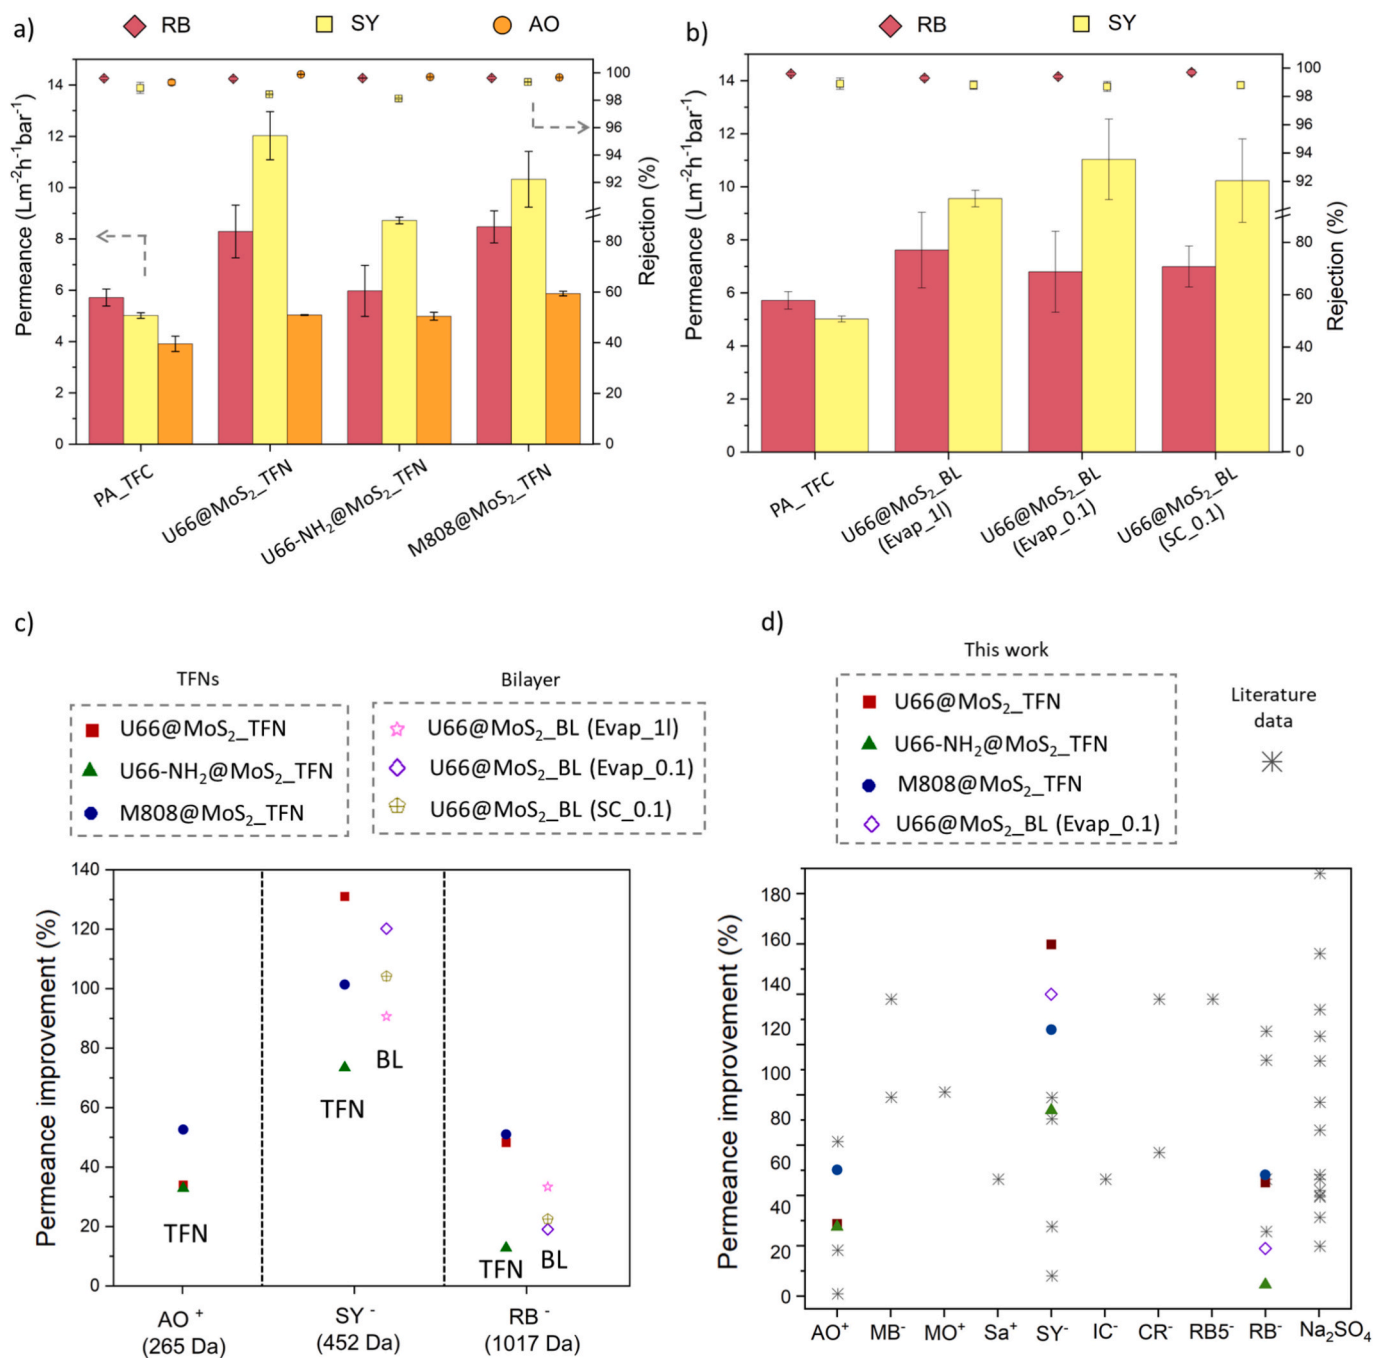 a)
RB
SY
AO
Permeance (Lm⁻²h⁻¹bar⁻¹)
14
12
10
8
6
4
2
0
100
98
96
94
92
80
60
40
20
0
Rejection (%)
PA_TFC
U66@MoS₂_TFN
U66-NH₂@MoS₂_TFN
M808@MoS₂_TFN
b)
RB
SY
Permeance (Lm⁻²h⁻¹bar⁻¹)
14
12
10
8
6
4
2
0
100
98
96
94
92
80
60
40
20
0
Rejection (%)
PA_TFC
U66@MoS₂_BL
(Evap_1l)
U66@MoS₂_BL
(Evap_0.1)
U66@MoS₂_BL
(SC_0.1)
c)
TFNs
U66@MoS₂_TFN
U66-NH₂@MoS₂_TFN
M808@MoS₂_TFN
Bilayer
U66@MoS₂_BL (Evap_1l)
U66@MoS₂_BL (Evap_0.1)
U66@MoS₂_BL (SC_0.1)
Permeance improvement (%)
140
120
100
80
60
40
20
0
TFN
TFN
BL
TFN
BL
AO⁺
(265 Da)
SY⁻
(452 Da)
RB⁻
(1017 Da)
d)
This work
U66@MoS₂_TFN
U66-NH₂@MoS₂_TFN
M808@MoS₂_TFN
U66@MoS₂_BL (Evap_0.1)
Literature
data
Permeance improvement (%)
180
160
140
120
100
80
60
40
20
0
AO⁺
MB⁻
MO⁺
Sa⁺
SY⁻
IC⁻
CR⁻
RB5⁻
RB⁻
Na₂SO₄